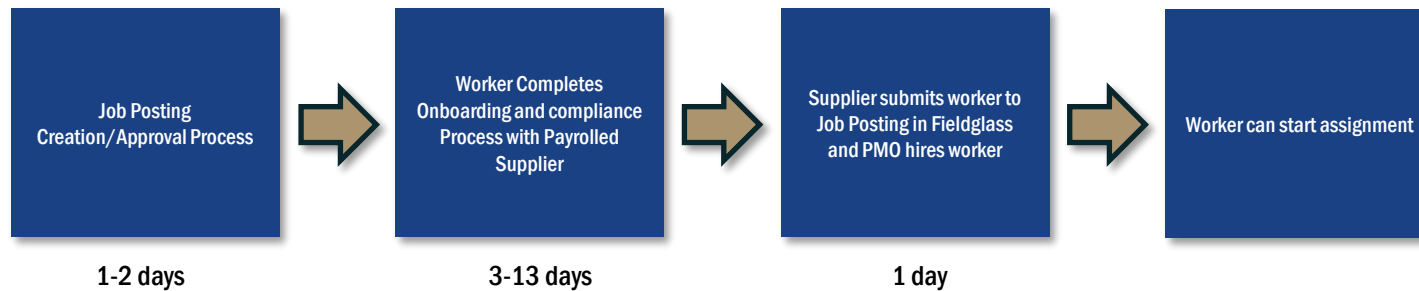 Job Posting
Creation/Approval Process
Worker Completes
Onboarding and compliance
Process with Payrolled
Supplier
Supplier submits worker to
Job Posting in Fieldglass
and PMO hires worker
Worker can start assignment
1-2 days
3-13 days
1 day